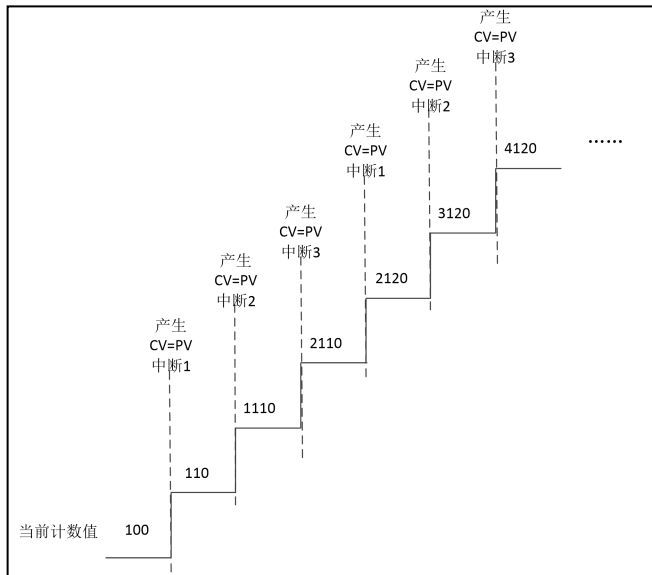 产生
CV=PV
中断3
产生
CV=PV
中断2
4120
……
产生
CV=PV
中断1
3120
产生
CV=PV
中断3
2120
产生
CV=PV
中断2
2110
产生
CV=PV
中断1
1110
110
当前计数值 100